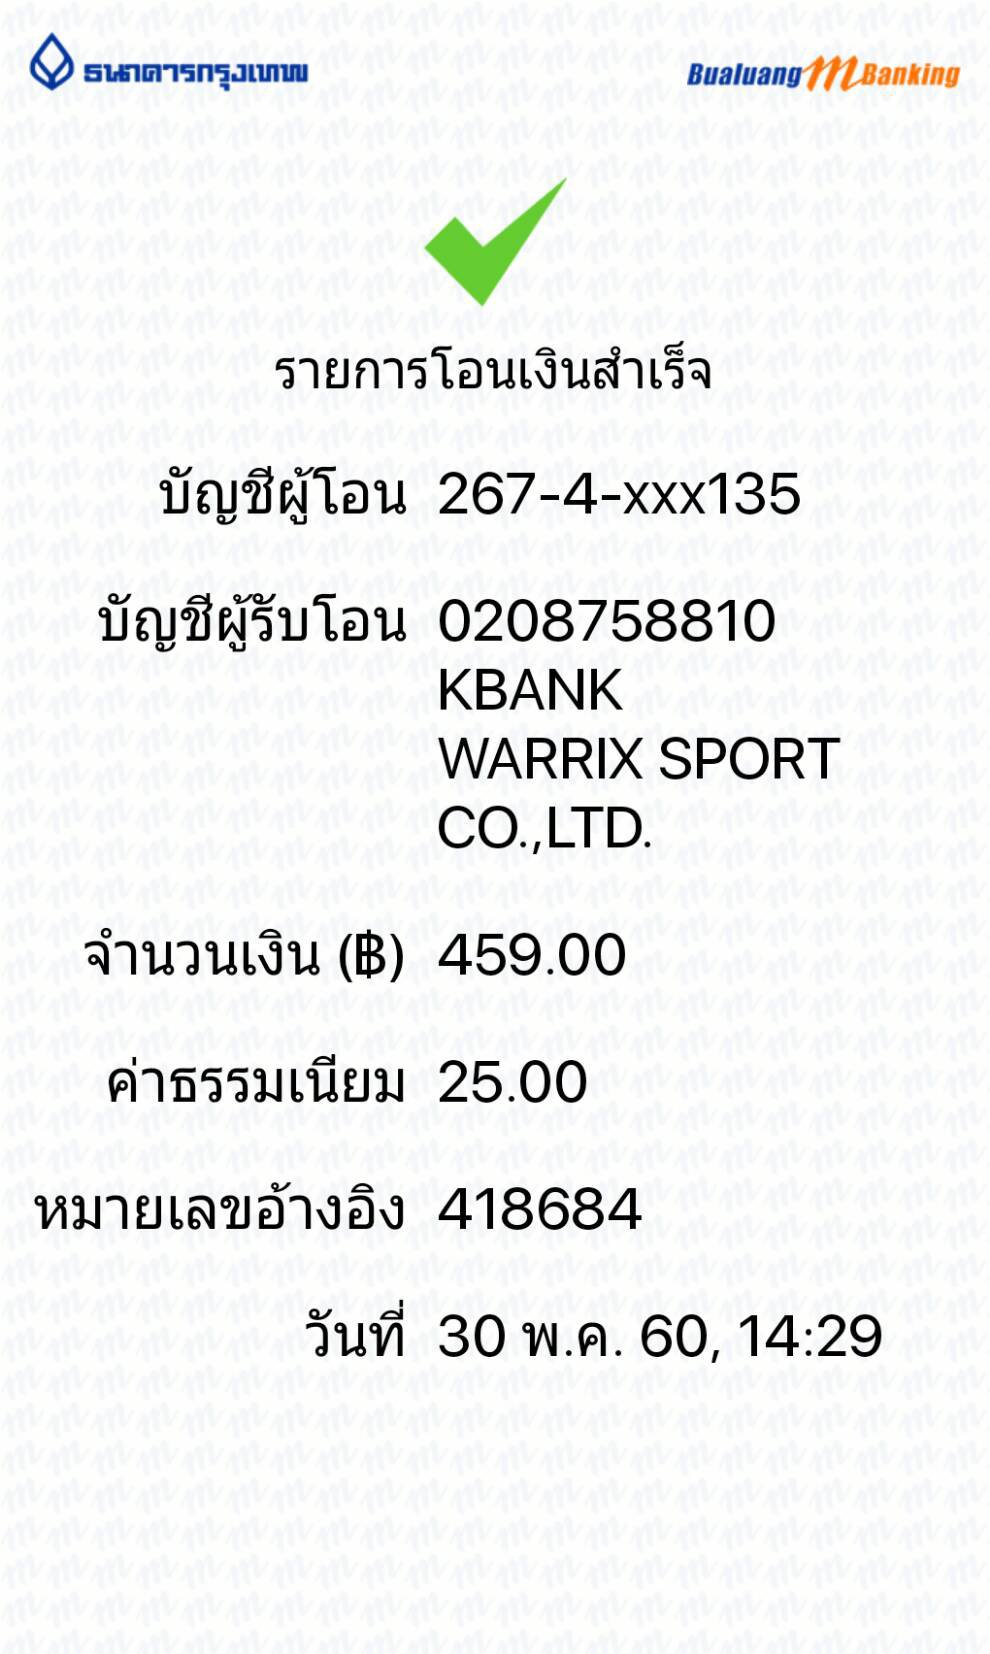 ธนาคารกรุงเทพ
Bualuang mBanking
รายการโอนเงินสำเร็จ
บัญชีผู้โอน 267-4-xxx135
บัญชีผู้รับโอน 0208758810
KBANK
WARRIX SPORT
CO.,LTD.
จำนวนเงิน (฿) 459.00
ค่าธรรมเนียม 25.00
หมายเลขอ้างอิง 418684
วันที่ 30 พ.ค. 60, 14:29